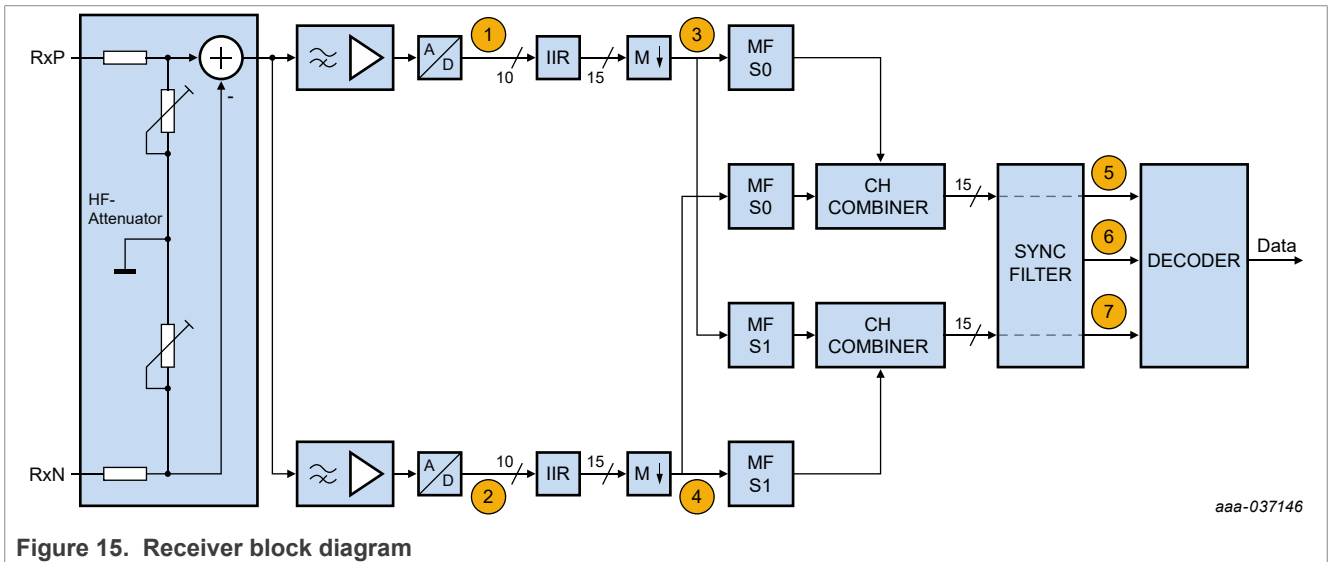 RxP
+
-
A
D
1
10
IIR
15
M ↓
3
MF
S0
HF-
Attenuator
MF
S0
CH
COMBINER
15
SYNC
FILTER
5
6
7
DECODER
Data
MF
S1
CH
COMBINER
15
RxN
A
D
10
2
IIR
15
M ↓
4
MF
S1
aaa-037146
Figure 15. Receiver block diagram